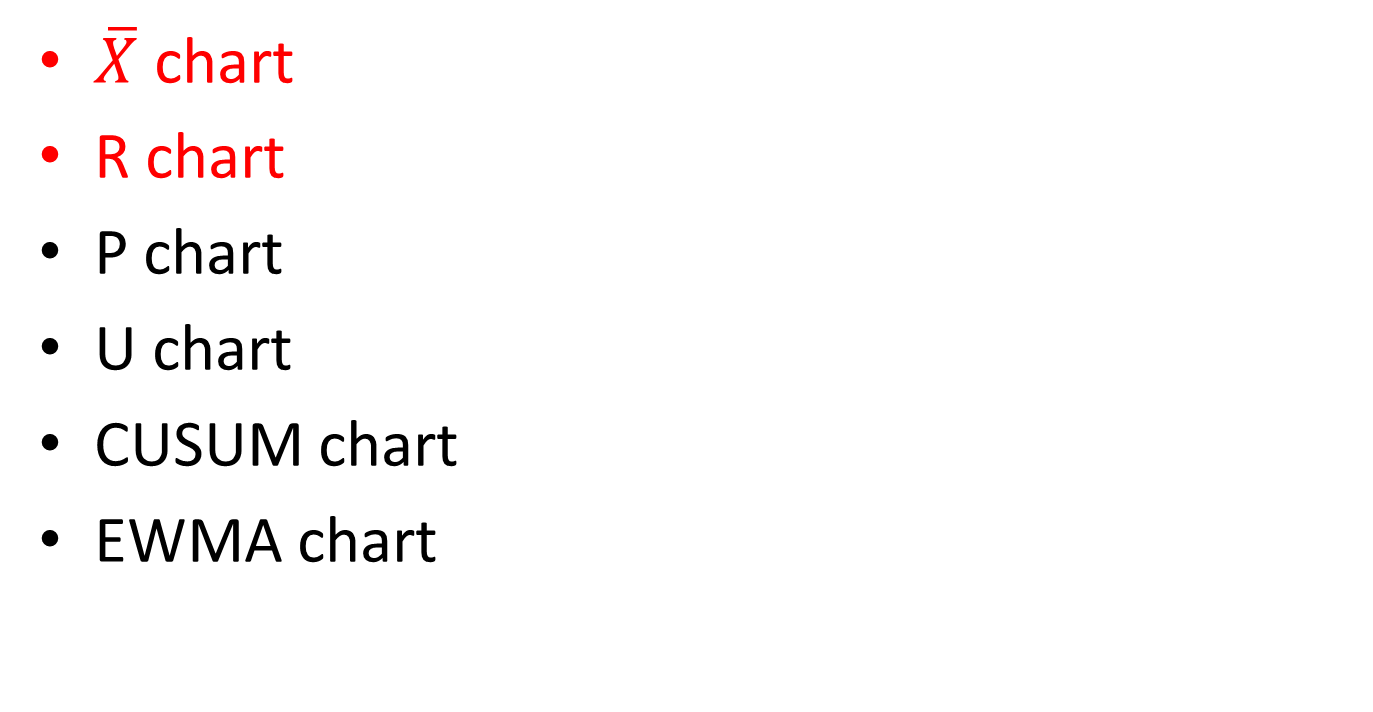 • X̄ chart
• R chart
• P chart
• U chart
• CUSUM chart
• EWMA chart